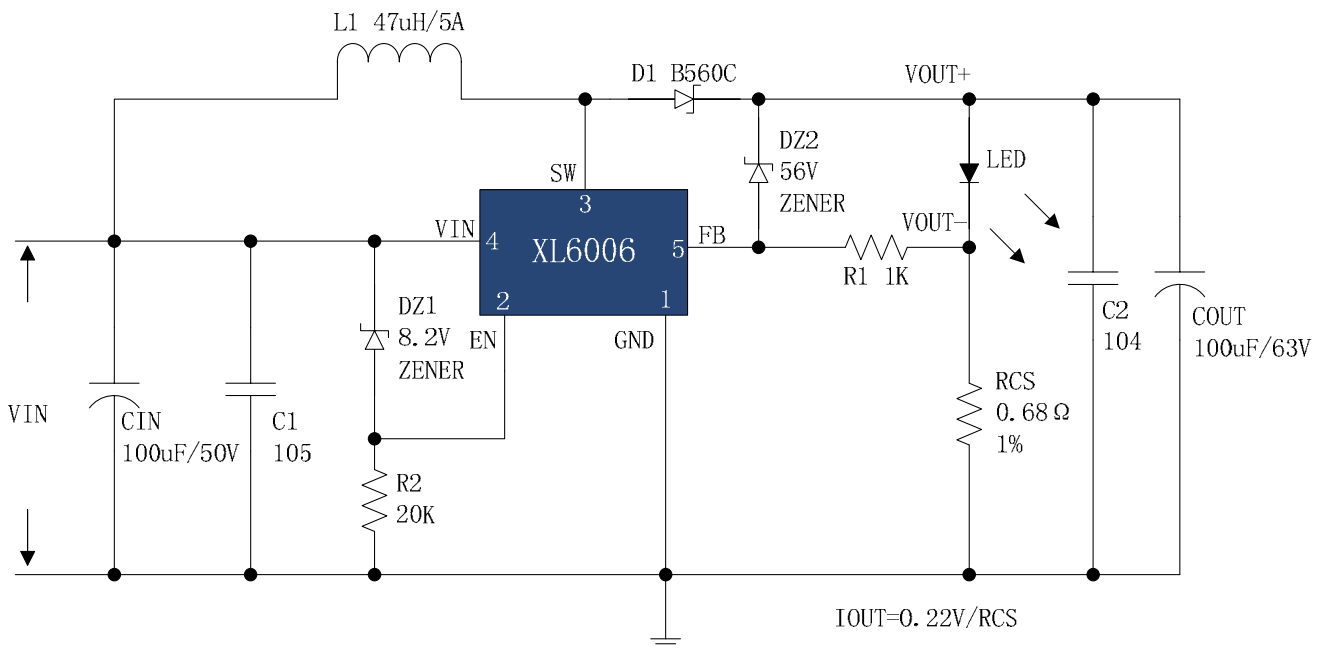 L1 47uH/5A
D1 B560C
VOUT+
DZ2
56V
ZENER
LED
SW
3
VIN
4
XL6006
5
FB
VOUT-
R1 1K
2
1
EN
GND
DZ1
8.2V
ZENER
C2
104
COUT
100uF/63V
VIN
CIN
100uF/50V
C1
105
RCS
0.68Ω
1%
R2
20K
IOUT=0.22V/RCS